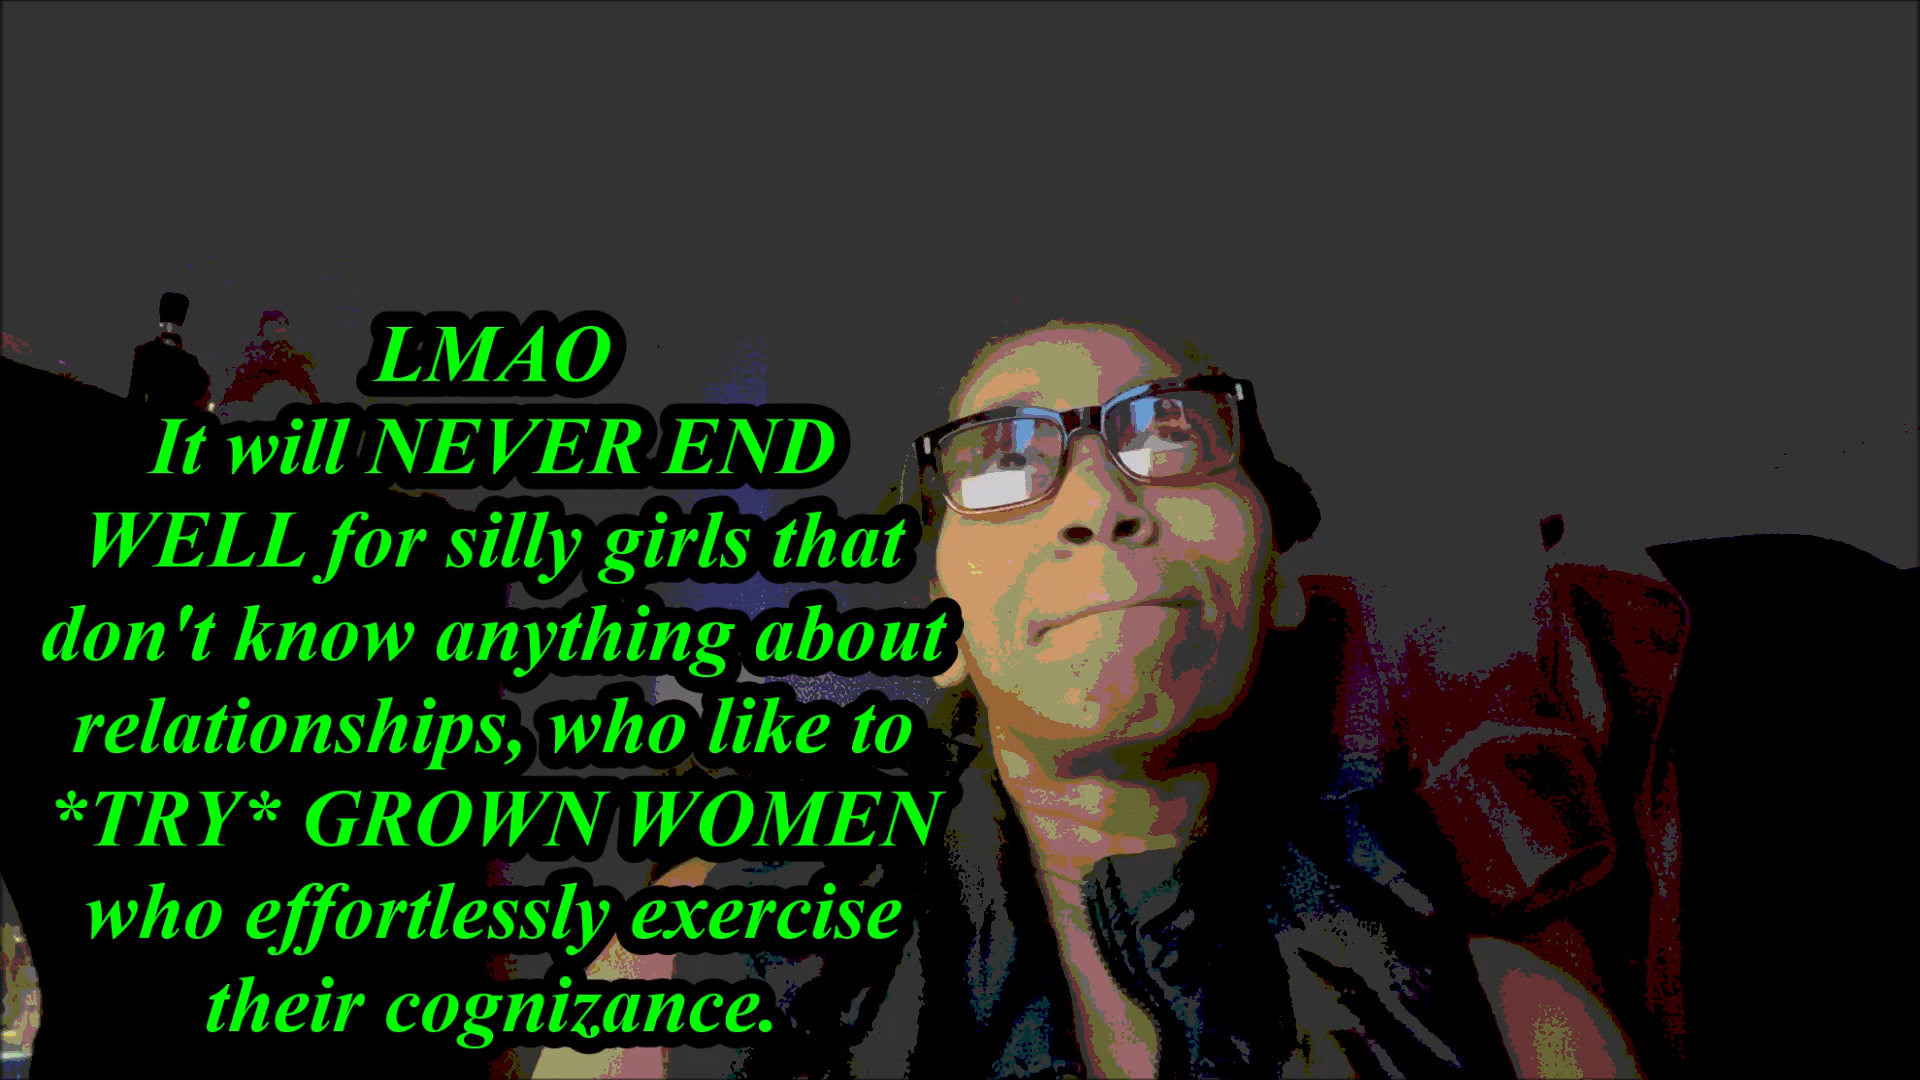 LMAO
It will NEVER END
WELL for silly girls that
don't know anything about
relationships, who like to
*TRY* GROWN WOMEN
who effortlessly exercise
their cognizance.